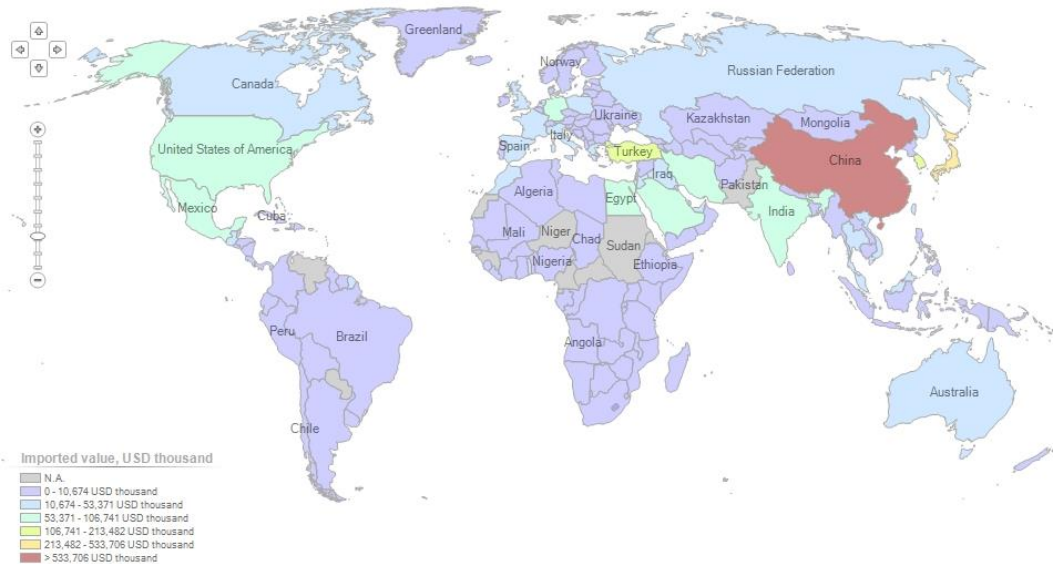 Greenland
Norway
Russian Federation
Canada
Ukraine
Kazakhstan
Mongolia
Italy
Spain
Turkey
United States of America
China
Iraq
Pakistan
Algeria
Egypt
Mexico
India
Cuba
Mali
Niger
Chad
Sudan
Nigeria
Ethiopia
Peru
Brazil
Angola
Australia
Chile
Imported value, USD thousand
N.A.
0 - 10,674 USD thousand
10,674 - 53,371 USD thousand
53,371 - 106,741 USD thousand
106,741 - 213,482 USD thousand
213,482 - 533,706 USD thousand
> 533,706 USD thousand